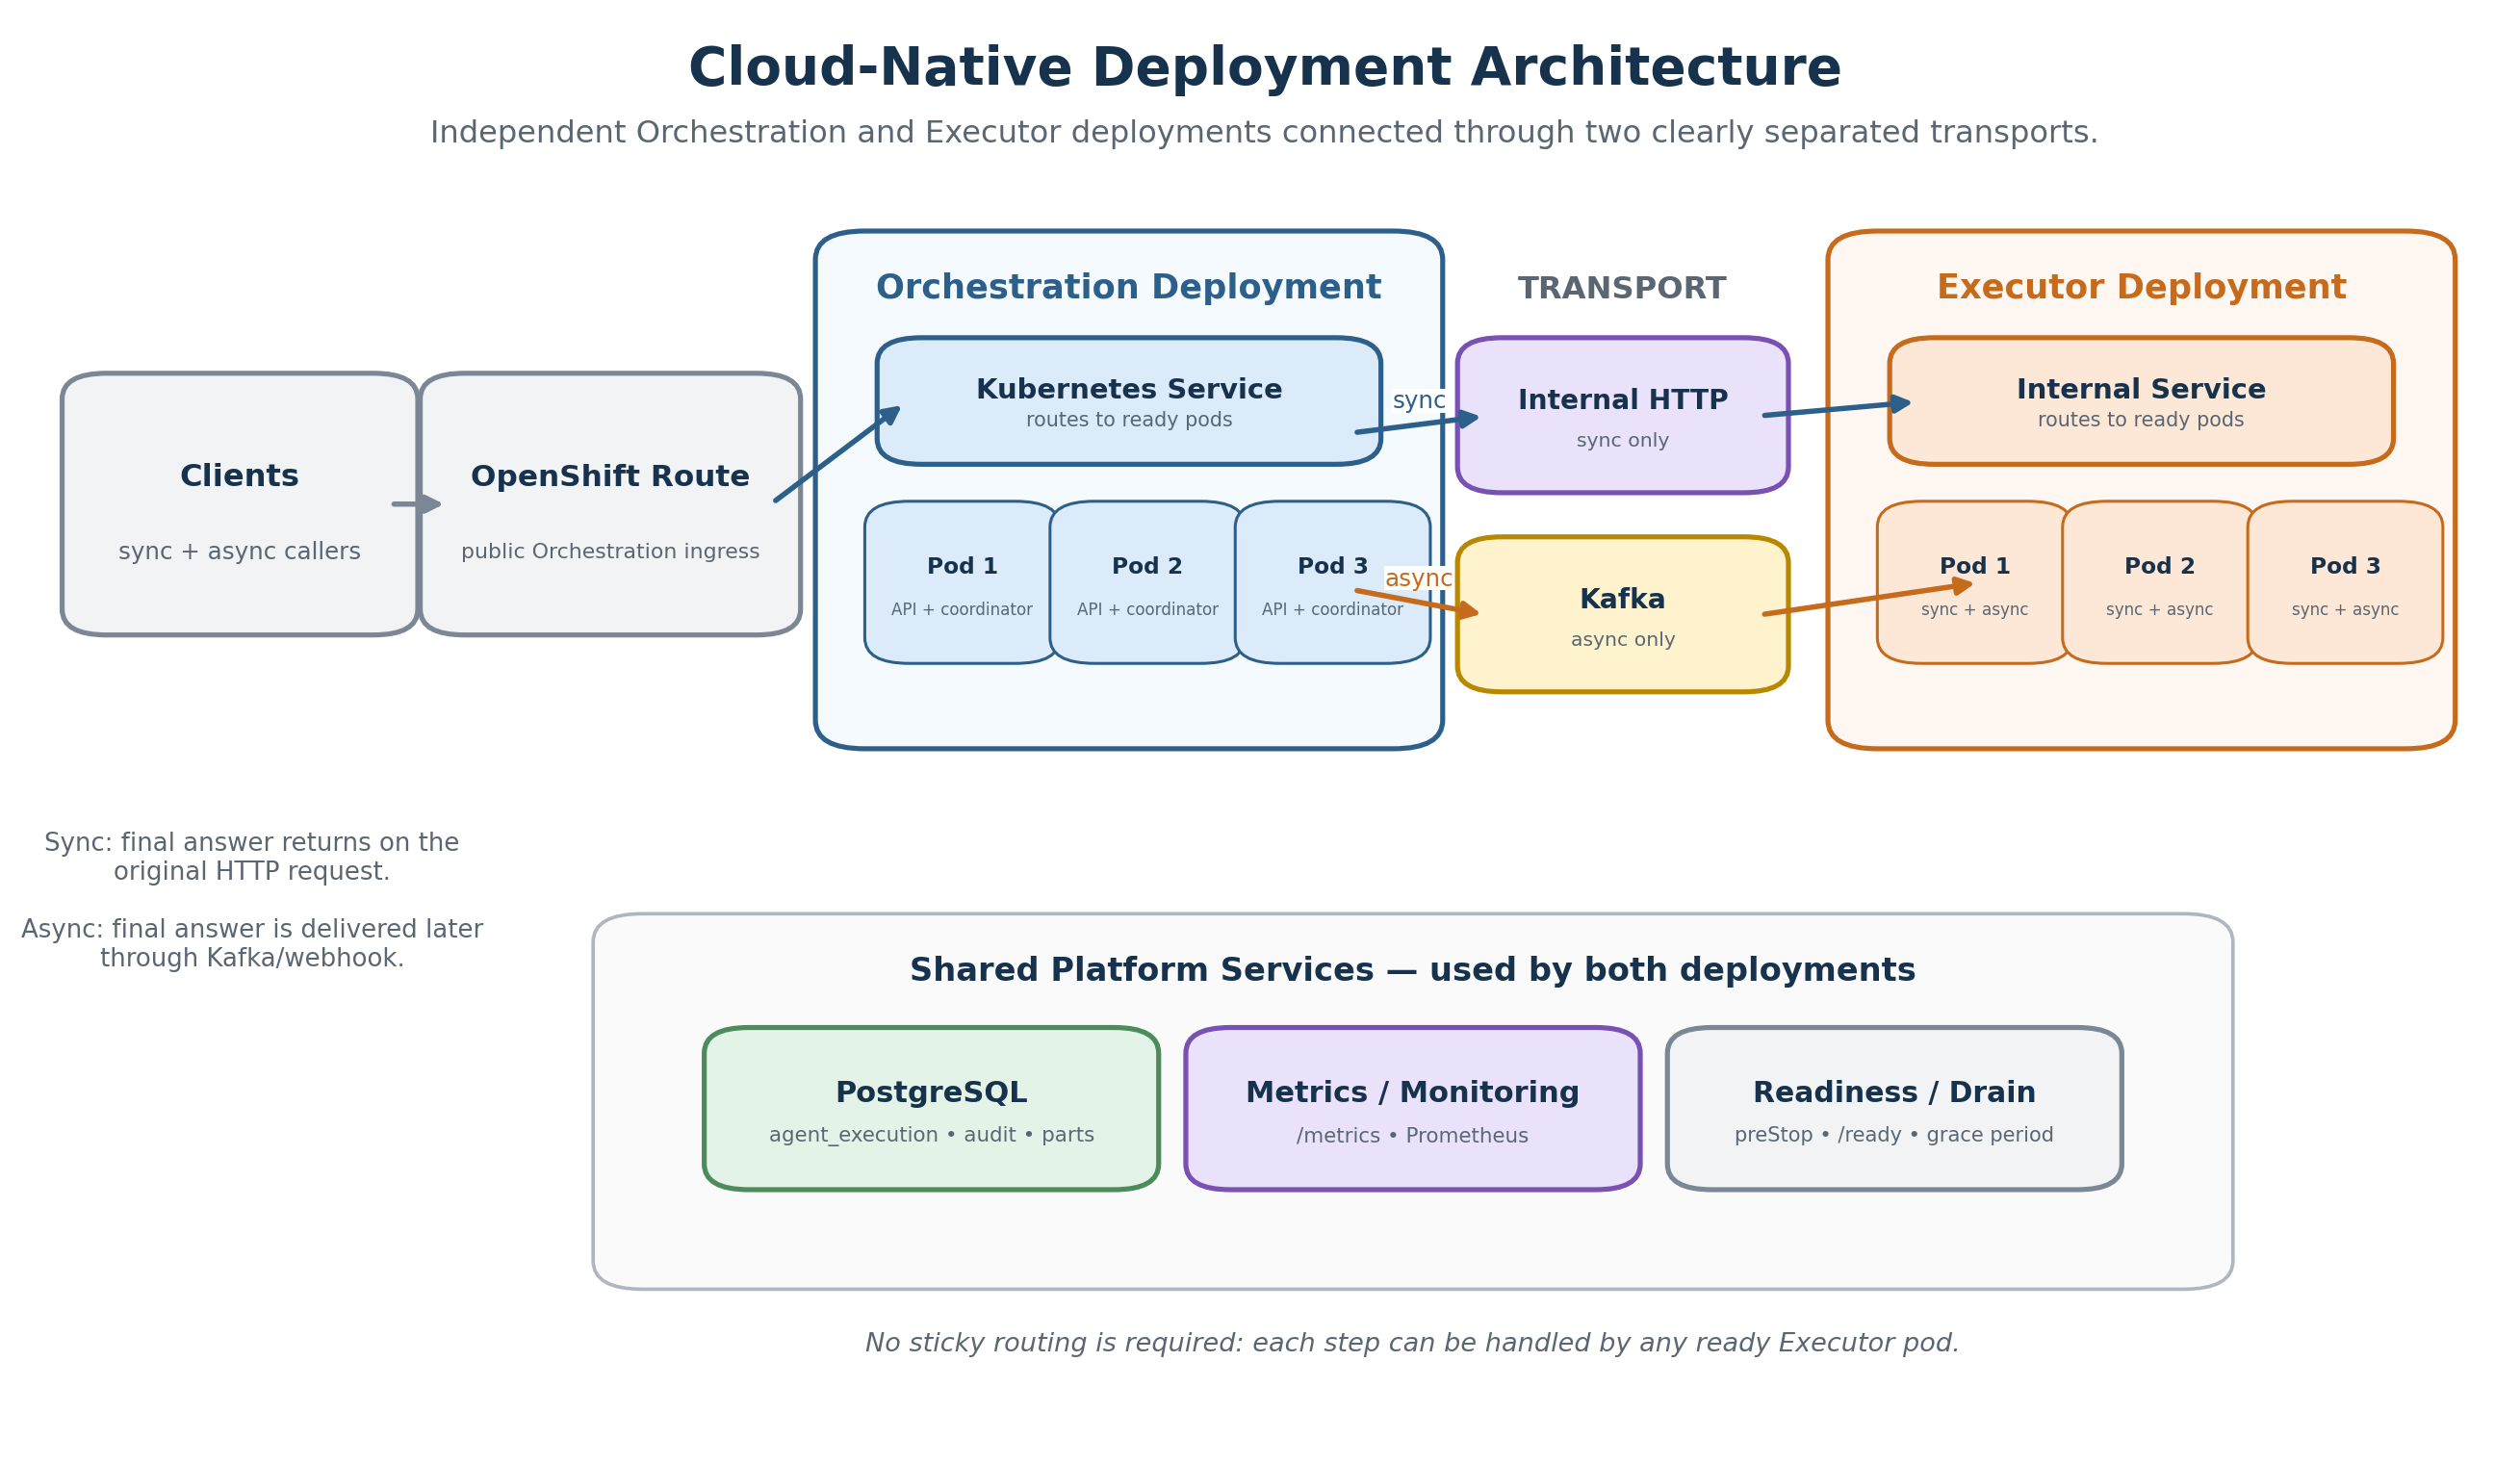 Cloud-Native Deployment Architecture
Independent Orchestration and Executor deployments connected through two clearly separated transports.
Clients
sync + async callers
OpenShift Route
public Orchestration ingress
Orchestration Deployment
Kubernetes Service
routes to ready pods
Pod 1
API + coordinator
Pod 2
API + coordinator
Pod 3
API + coordinator
sync
async
TRANSPORT
Internal HTTP
sync only
Kafka
async only
Executor Deployment
Internal Service
routes to ready pods
Pod 1
sync + async
Pod 2
sync + async
Pod 3
sync + async
Sync: final answer returns on the
original HTTP request.
Async: final answer is delivered later
through Kafka/webhook.
Shared Platform Services — used by both deployments
PostgreSQL
agent_execution • audit • parts
Metrics / Monitoring
/metrics • Prometheus
Readiness / Drain
preStop • /ready • grace period
No sticky routing is required: each step can be handled by any ready Executor pod.